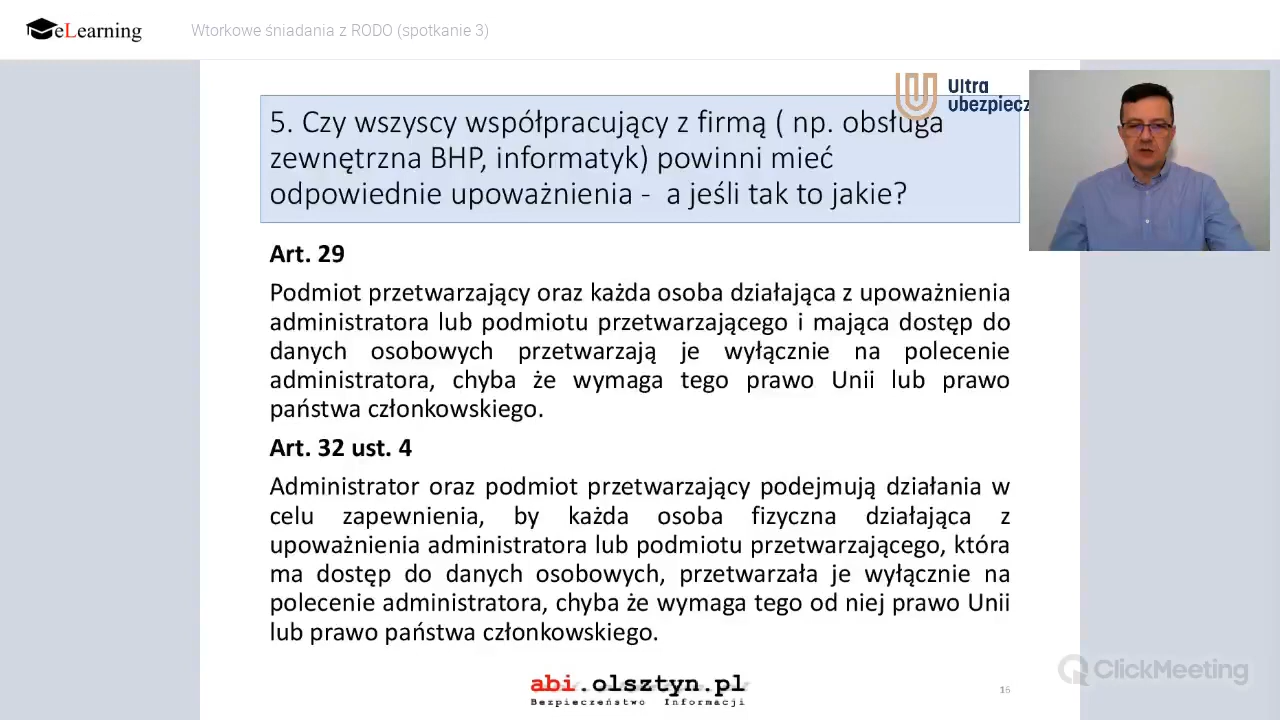 eLearning
Wtorkowe śniadania z RODO (spotkanie 3)
Ultra
ubezpiecz
5. Czy wszyscy współpracujący z firmą ( np. obsługa
zewnętrzna BHP, informatyk) powinni mieć
odpowiednie upoważnienia - a jeśli tak to jakie?
Art. 29
Podmiot przetwarzający oraz każda osoba działająca z upoważnienia
administratora lub podmiotu przetwarzającego i mająca dostęp do
danych osobowych przetwarzają je wyłącznie na polecenie
administratora, chyba że wymaga tego prawo Unii lub prawo
państwa członkowskiego.
Art. 32 ust. 4
Administrator oraz podmiot przetwarzający podejmują działania w
celu zapewnienia, by każda osoba fizyczna działająca z
upoważnienia administratora lub podmiotu przetwarzającego, która
ma dostęp do danych osobowych, przetwarzała je wyłącznie na
polecenie administratora, chyba że wymaga tego od niej prawo Unii
lub prawo państwa członkowskiego.
ClickMeeting
abi.olsztyn.pl
Bezpieczeństwo Informacji
16